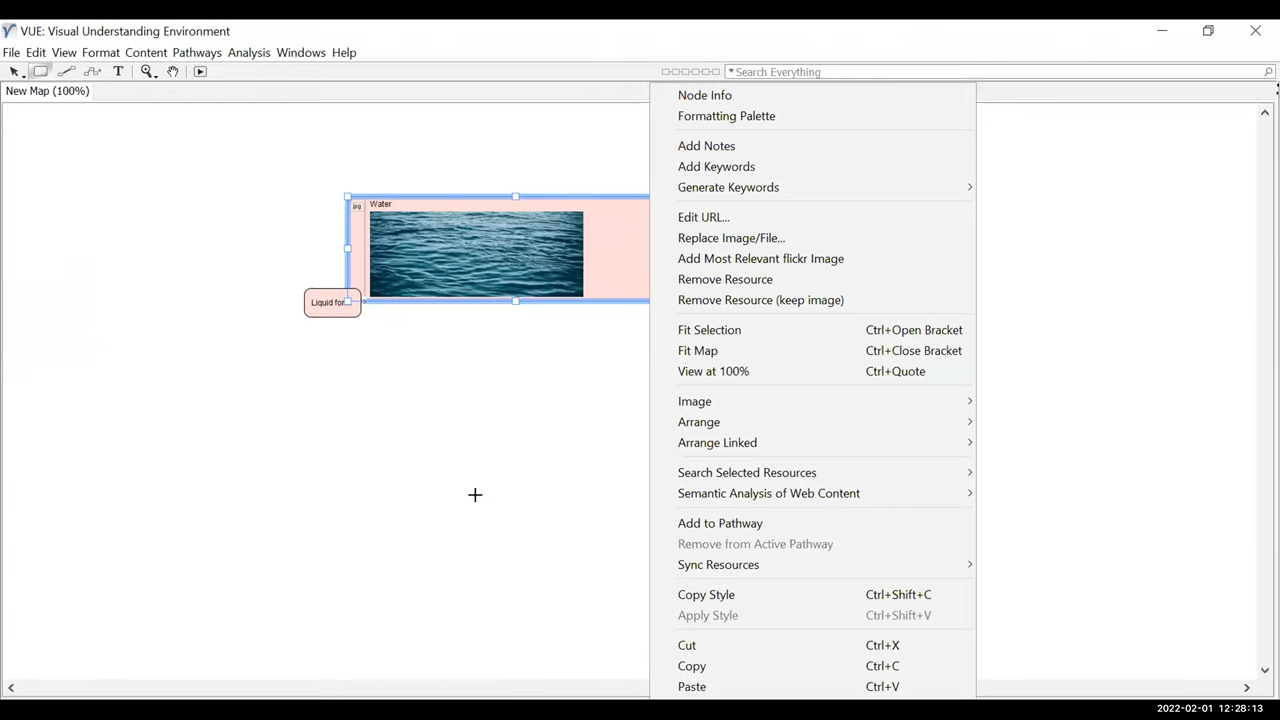 VUE: Visual Understanding Environment
File Edit View Format Content Pathways Analysis Windows Help
T Search Everything
New Map (100%)
jpg Water
Liquid for...
Node Info
Formatting Palette
Add Notes
Add Keywords
Generate Keywords
Edit URL...
Replace Image/File...
Add Most Relevant flickr Image
Remove Resource
Remove Resource (keep image)
Fit Selection Ctrl+Open Bracket
Fit Map Ctrl+Close Bracket
View at 100% Ctrl+Quote
Image
Arrange
Arrange Linked
Search Selected Resources
Semantic Analysis of Web Content
Add to Pathway
Remove from Active Pathway
Sync Resources
Copy Style Ctrl+Shift+C
Apply Style Ctrl+Shift+V
Cut Ctrl+X
Copy Ctrl+C
Paste Ctrl+V
2022-02-01 12:28:13